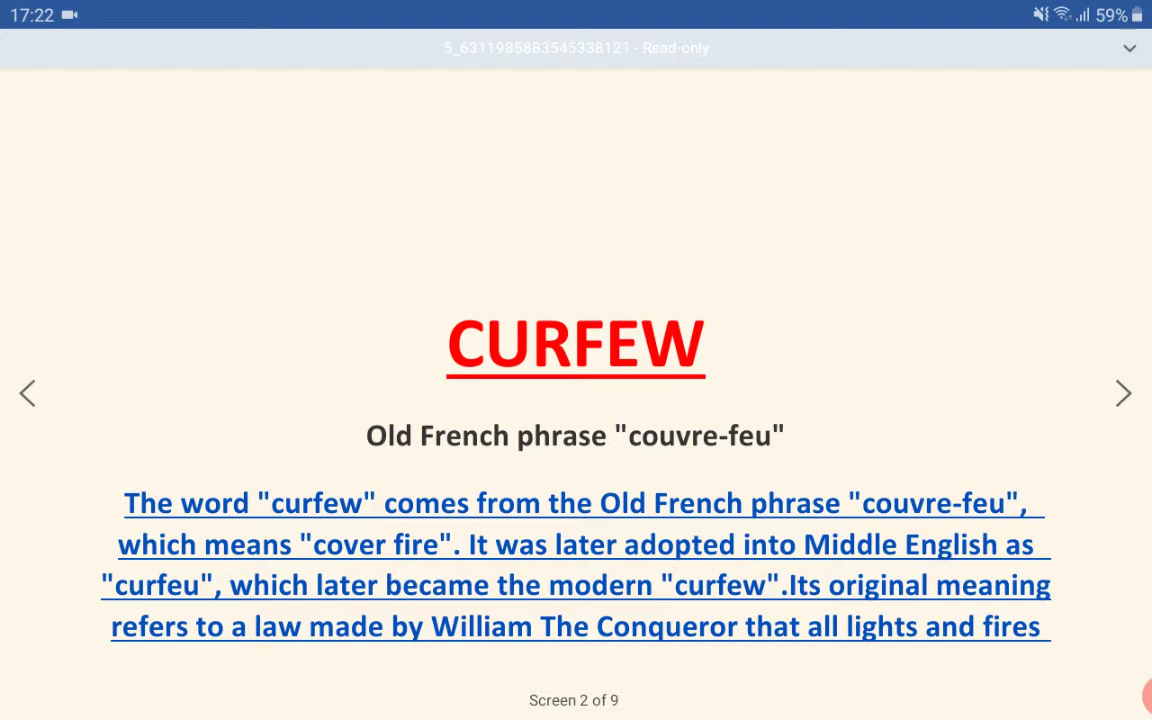 17:22 59%
5_6311985883545338121 - Read-only
CURFEW
Old French phrase "couvre-feu"
The word "curfew" comes from the Old French phrase "couvre-feu",
which means "cover fire". It was later adopted into Middle English as
"curfeu", which later became the modern "curfew".Its original meaning
refers to a law made by William The Conqueror that all lights and fires
Screen 2 of 9